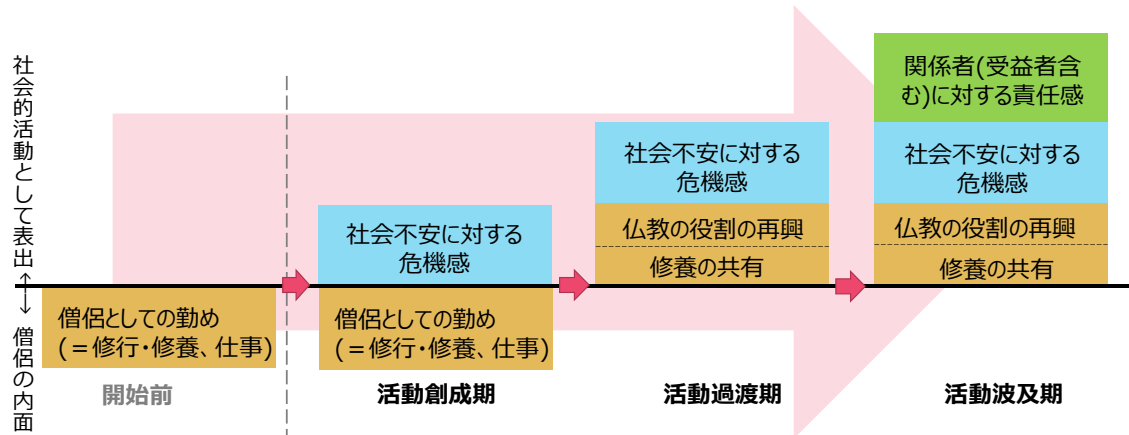 社会的活動として表出←→僧侶の内面
関係者(受益者含
む)に対する責任感
社会不安に対する
危機感
社会不安に対する
危機感
社会不安に対する
危機感
仏教の役割の再興
修養の共有
仏教の役割の再興
修養の共有
僧侶としての勤め
(＝修行・修養、仕事)
僧侶としての勤め
(＝修行・修養、仕事)
開始前
活動創成期
活動過渡期
活動波及期